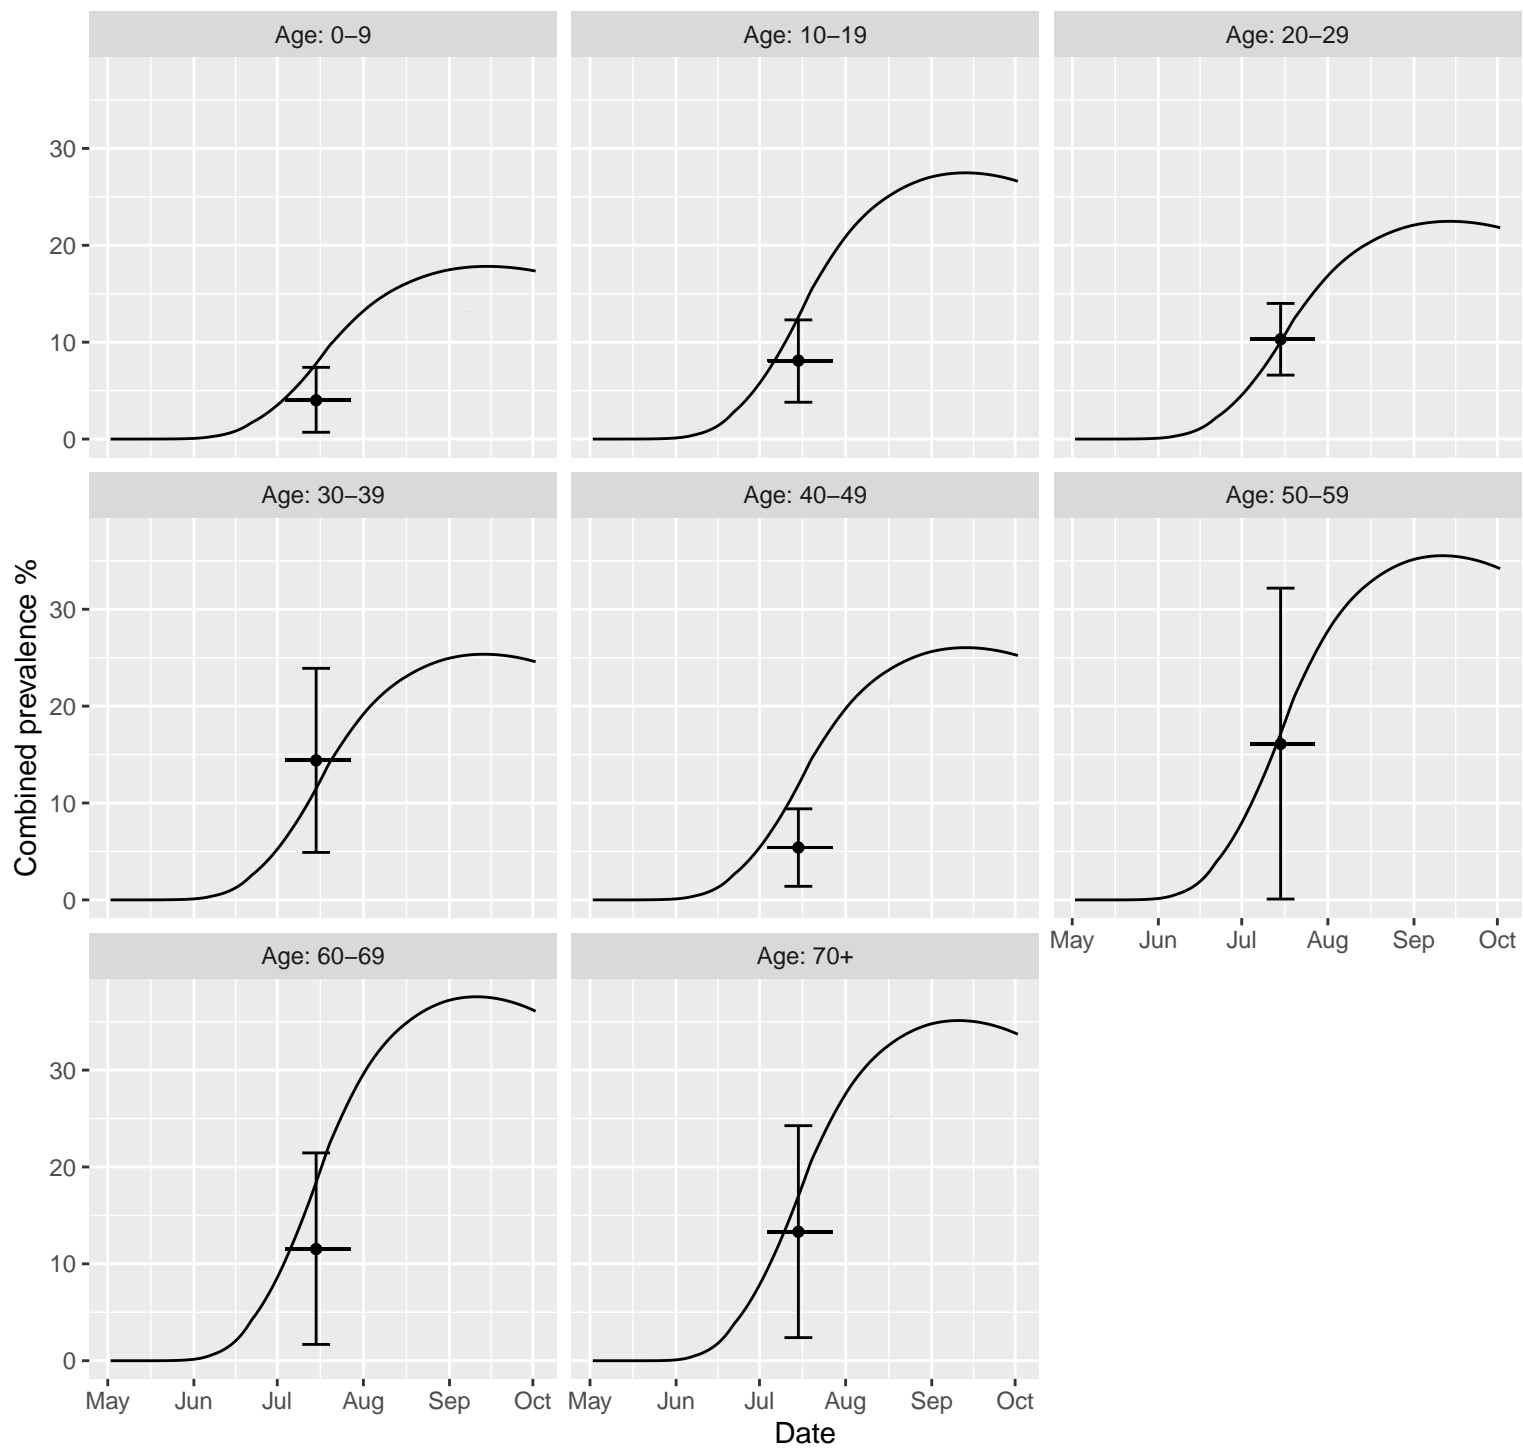 Age: 0–9
Age: 10–19
Age: 20–29
30
20
10
0
Age: 30–39
Age: 40–49
Age: 50–59
Combined prevalence %
30
20
10
0
May Jun Jul Aug Sep Oct
Age: 60–69
Age: 70+
30
20
10
0
May Jun Jul Aug Sep Oct
May Jun Jul Aug Sep Oct
Date